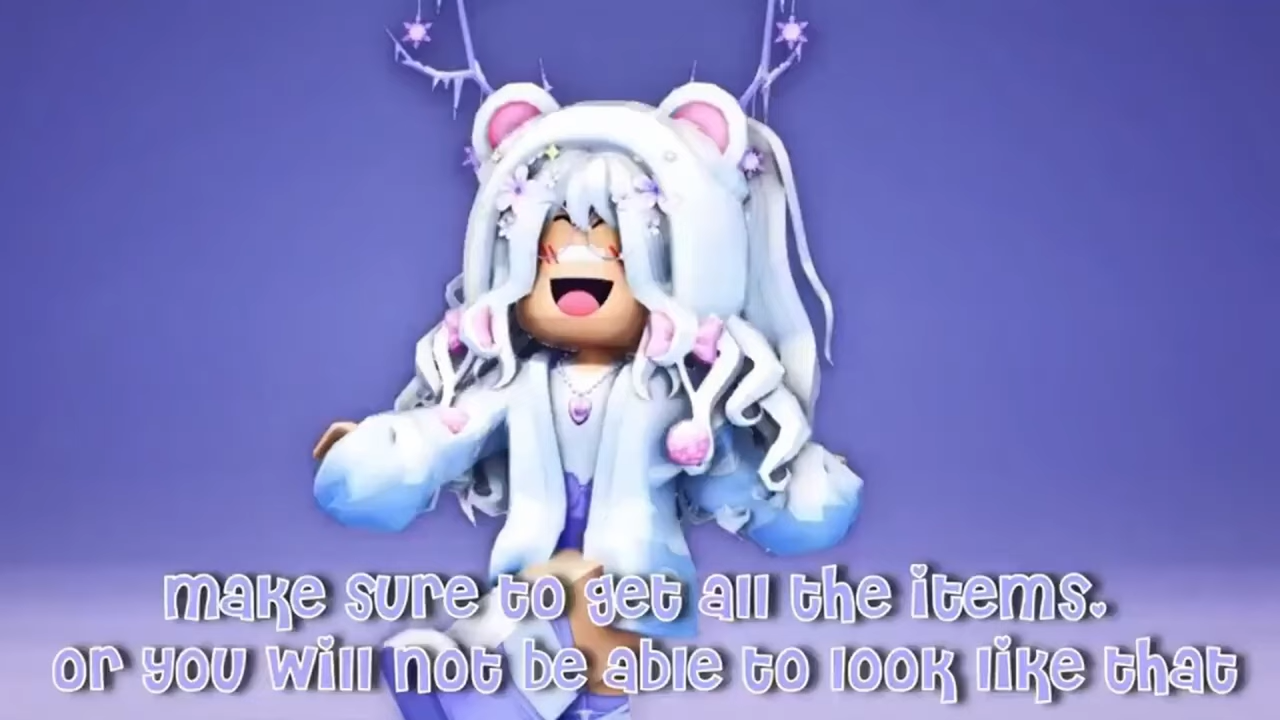 make sure to get all the items.
or you will not be able to look like that